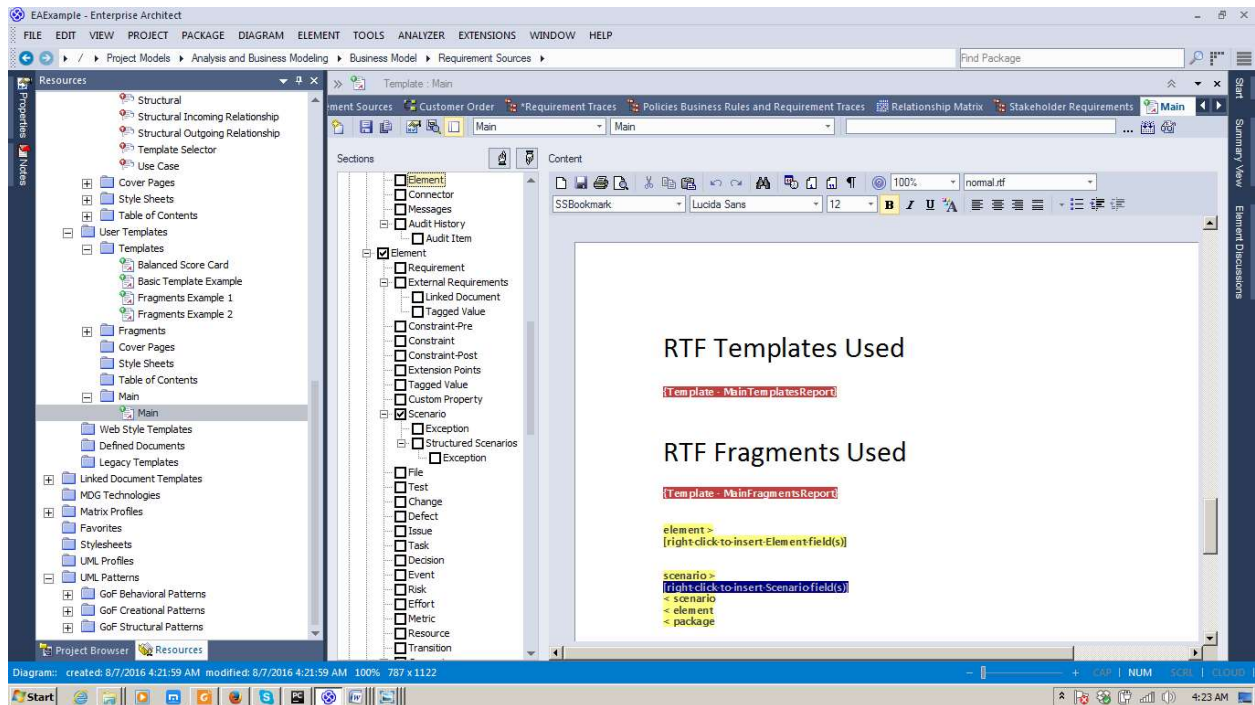 EAExample - Enterprise Architect
FILE EDIT VIEW PROJECT PACKAGE DIAGRAM ELEMENT TOOLS ANALYZER EXTENSIONS WINDOW HELP
/ Project Models Analysis and Business Modeling Business Model Requirement Sources
Find Package
Resources
Structural
Structural Incoming Relationship
Structural Outgoing Relationship
Template Selector
Use Case
Cover Pages
Style Sheets
Table of Contents
User Templates
Templates
Balanced Score Card
Basic Template Example
Fragments Example 1
Fragments Example 2
Fragments
Cover Pages
Style Sheets
Table of Contents
Main
Main
Web Style Templates
Defined Documents
Legacy Templates
Linked Document Templates
MDG Technologies
Matrix Profiles
Favorites
Stylesheets
UML Profiles
UML Patterns
GoF Behavioral Patterns
GoF Creational Patterns
GoF Structural Patterns
Project Browser Resources
Properties
Notes
Template : Main
ment Sources Customer Order *Requirement Traces Policies Business Rules and Requirement Traces Relationship Matrix Stakeholder Requirements Main
Main Main ...
Sections
Element
Connector
Messages
Audit History
Audit Item
Element
Requirement
External Requirements
Linked Document
Tagged Value
Constraint-Pre
Constraint
Constraint-Post
Extension Points
Tagged Value
Custom Property
Scenario
Exception
Structured Scenarios
Exception
File
Test
Change
Defect
Issue
Task
Decision
Event
Risk
Effort
Metric
Resource
Transition
Content
100% normal.rtf
SSBookmark Lucida Sans 12 B I U
RTF Templates Used
{Template - MainTemplatesReport}
RTF Fragments Used
{Template - MainFragmentsReport}
element >
[right-click-to-insert-Element-field(s)]
scenario >
[right-click-to-insert-Scenario-field(s)]
< scenario
< element
< package
Start
Summary View
Element Discussions
Diagram:: created: 8/7/2016 4:21:59 AM modified: 8/7/2016 4:21:59 AM 100% 787 x 1122
CAP NUM SCRL CLOUD
Start
4:23 AM